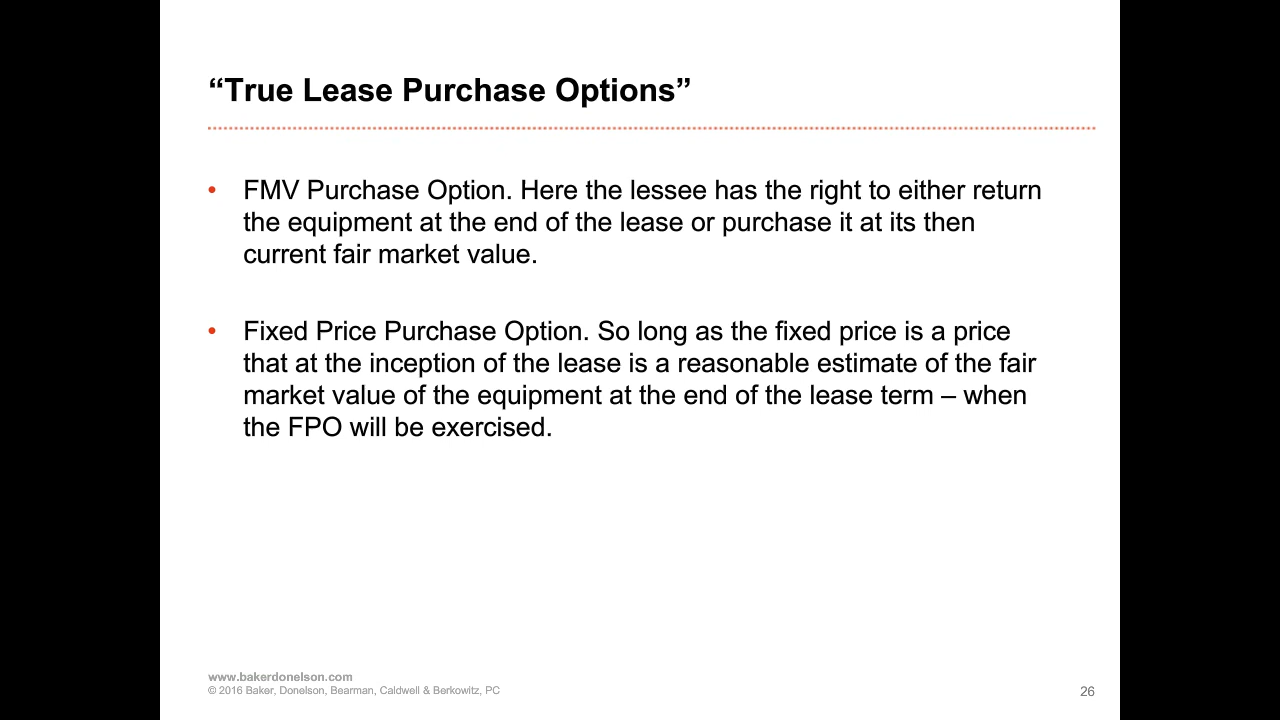 “True Lease Purchase Options”
• FMV Purchase Option. Here the lessee has the right to either return
the equipment at the end of the lease or purchase it at its then
current fair market value.
• Fixed Price Purchase Option. So long as the fixed price is a price
that at the inception of the lease is a reasonable estimate of the fair
market value of the equipment at the end of the lease term – when
the FPO will be exercised.
www.bakerdonelson.com
© 2016 Baker, Donelson, Bearman, Caldwell & Berkowitz, PC
26